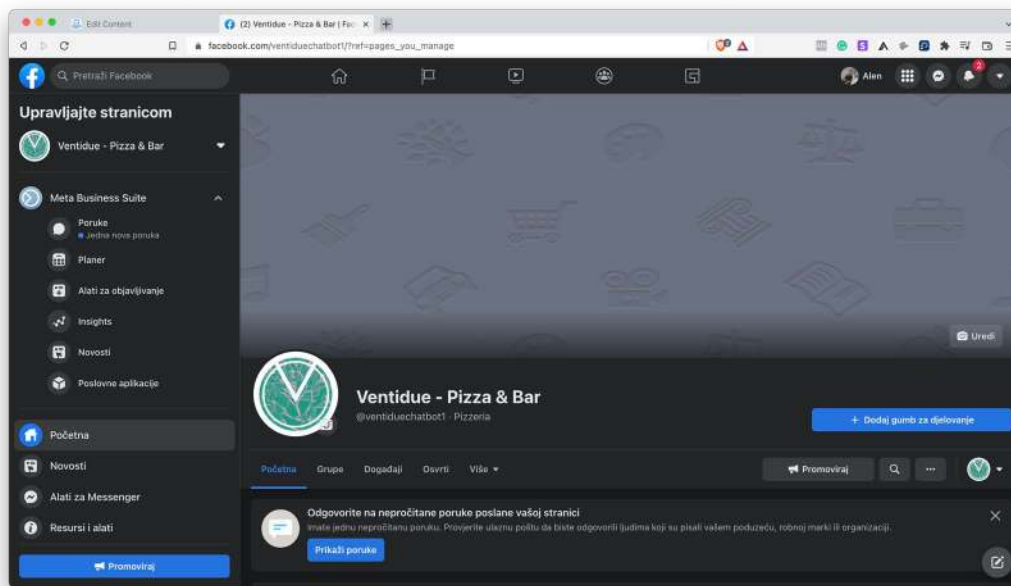 Edit Content
(2) Ventidue - Pizza & Bar | Fac
facebook.com/ventiduechatbot1/?ref=pages_you_manage
Pretraži Facebook
Alen
2
Upravljajte stranicom
Ventidue - Pizza & Bar
Meta Business Suite
Poruke
Jedna nova poruka
Planer
Alati za objavljivanje
Insights
Novosti
Poslovne aplikacije
Početna
Novosti
Alati za Messenger
Resursi i alati
Promoviraj
Uredi
Ventidue - Pizza & Bar
@ventiduechatbot1 · Pizzeria
+ Dodaj gumb za djelovanje
Početna Grupe Događaji Osvrti Više
Promoviraj
Odgovorite na nepročitane poruke poslane vašoj stranici
Imate jednu nepročitanu poruku. Provjerite ulaznu poštu da biste odgovorili ljudima koji su pisali vašem poduzeću, robnoj marki ili organizaciji.
Prikaži poruke